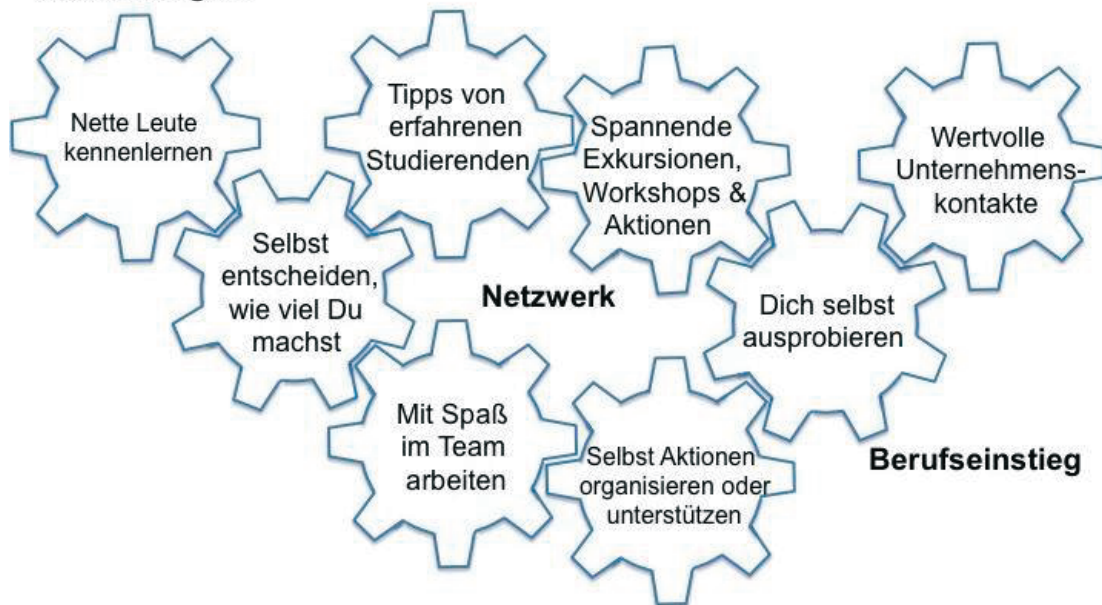 Nette Leute
kennenlernen
Tipps von
erfahrenen
Studierenden
Spannende
Exkursionen,
Workshops &
Aktionen
Wertvolle
Unternehmens-
kontakte
Selbst
entscheiden,
wie viel Du
machst
Netzwerk
Dich selbst
ausprobieren
Mit Spaß
im Team
arbeiten
Selbst Aktionen
organisieren oder
unterstützen
Berufseinstieg